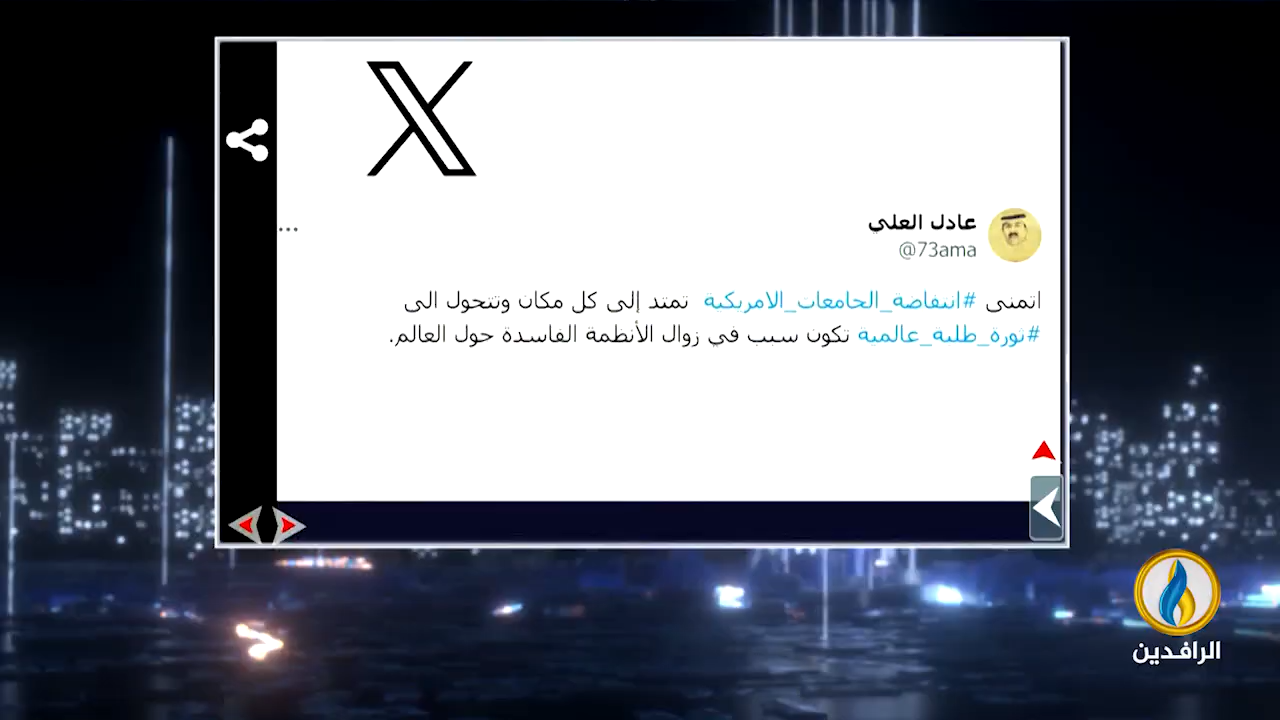 X
عادل العلي
@73ama
...
اتمنى #انتفاضة_الجامعات_الامريكية تمتد إلى كل مكان وتتحول الى
#ثورة_طلبة_عالمية تكون سبب في زوال الأنظمة الفاسدة حول العالم.
الرافدين